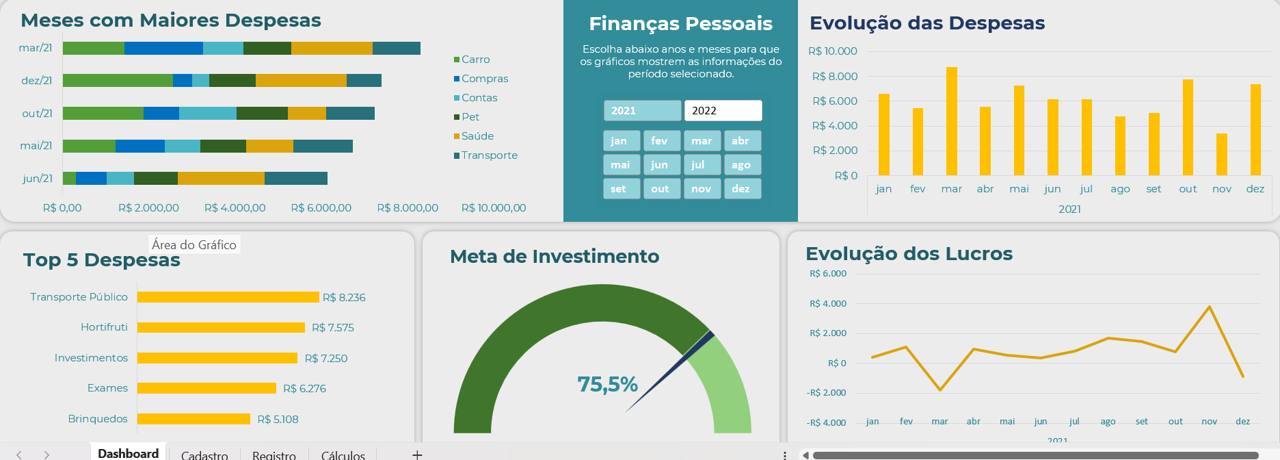 Meses com Maiores Despesas
mar/21
dez/21
out/21
mai/21
jun/21
R$ 0,00
R$ 2.000,00
R$ 4.000,00
R$ 6.000,00
R$ 8.000,00
R$ 10.000,00
Carro
Compras
Contas
Pet
Saúde
Transporte
Finanças Pessoais
Escolha abaixo anos e meses para que
os gráficos mostrem as informações do
período selecionado.
2021
2022
jan
fev
mar
abr
mai
jun
jul
ago
set
out
nov
dez
Evolução das Despesas
R$ 10.000
R$ 8.000
R$ 6.000
R$ 4.000
R$ 2.000
R$ 0
jan
fev
mar
abr
mai
jun
jul
ago
set
out
nov
dez
2021
Área do Gráfico
Top 5 Despesas
Transporte Público
R$ 8.236
Hortifruti
R$ 7.575
Investimentos
R$ 7.250
Exames
R$ 6.276
Brinquedos
R$ 5.108
Meta de Investimento
75,5%
Evolução dos Lucros
R$ 6.000
R$ 4.000
R$ 2.000
R$ 0
-R$ 2.000
-R$ 4.000
jan
fev
mar
abr
mai
jun
jul
ago
set
out
nov
dez
2021
Dashboard
Cadastro
Registro
Cálculos